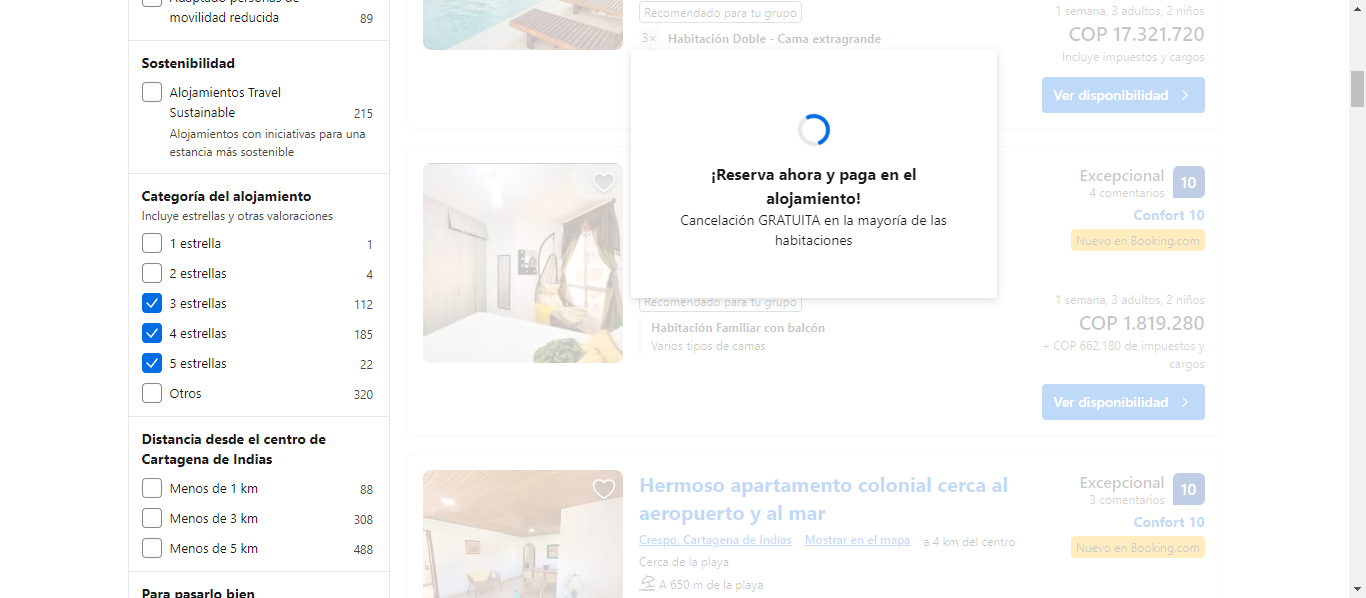 Adaptado personas de
movilidad reducida
89
Sostenibilidad
Alojamientos Travel
Sustainable
215
Alojamientos con iniciativas para una
estancia más sostenible
Categoría del alojamiento
Incluye estrellas y otras valoraciones
1 estrella
1
2 estrellas
4
3 estrellas
112
4 estrellas
185
5 estrellas
22
Otros
320
Distancia desde el centro de
Cartagena de Indias
Menos de 1 km
88
Menos de 3 km
308
Menos de 5 km
488
Para pasarlo bien
Recomendado para tu grupo
3× Habitación Doble - Cama extragrande
1 semana, 3 adultos, 2 niños
COP 17.321.720
Incluye impuestos y cargos
Ver disponibilidad
¡Reserva ahora y paga en el
alojamiento!
Cancelación GRATUITA en la mayoría de las
habitaciones
Excepcional
4 comentarios
10
Confort 10
Nuevo en Booking.com
Recomendado para tu grupo
Habitación Familiar con balcón
Varios tipos de camas
1 semana, 3 adultos, 2 niños
COP 1.819.280
+ COP 662.180 de impuestos y
cargos
Ver disponibilidad
Hermoso apartamento colonial cerca al
aeropuerto y al mar
Crespo, Cartagena de Indias Mostrar en el mapa a 4 km del centro
Cerca de la playa
A 650 m de la playa
Excepcional
3 comentarios
10
Confort 10
Nuevo en Booking.com